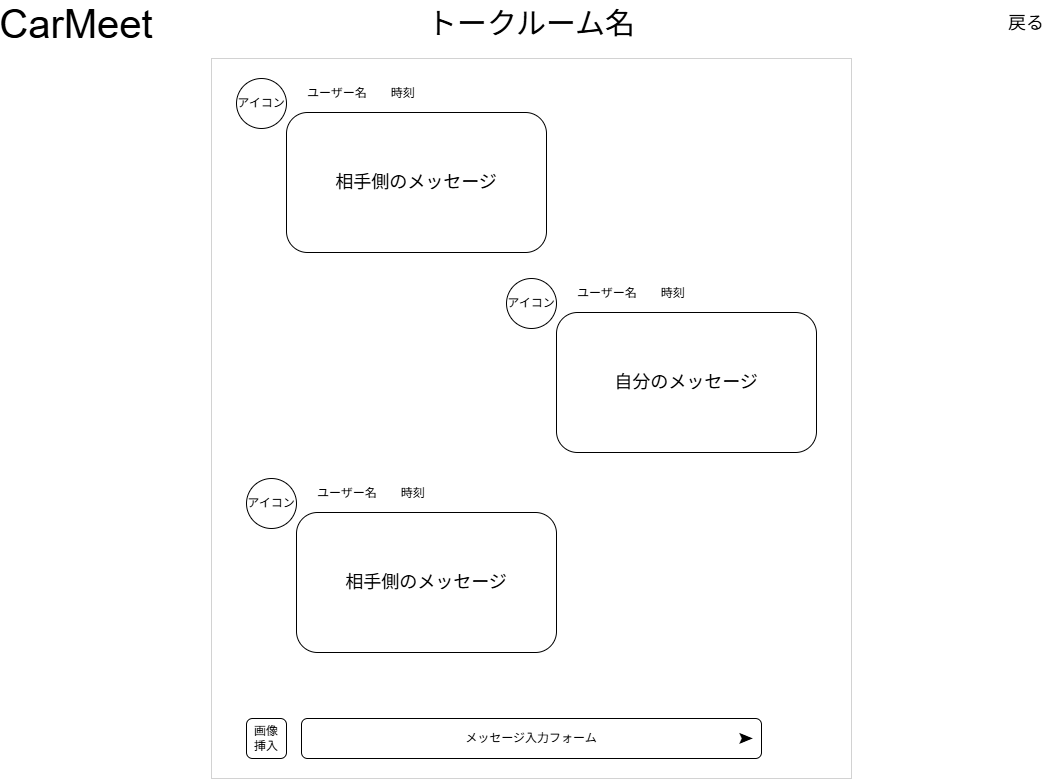 CarMeet
トークルーム名
戻る
アイコン
ユーザー名 時刻
相手側のメッセージ
アイコン
ユーザー名 時刻
自分のメッセージ
アイコン
ユーザー名 時刻
相手側のメッセージ
画像
挿入
メッセージ入力フォーム